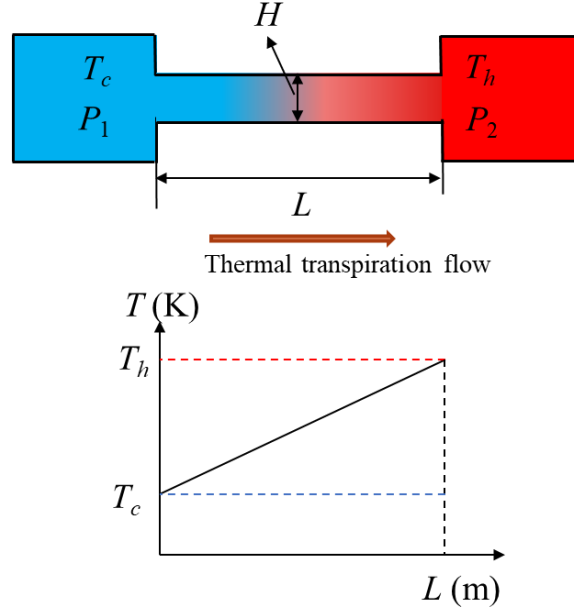 H
T_c
T_h
P_1
P_2
L
Thermal transpiration flow
T (K)
T_h
T_c
L (m)